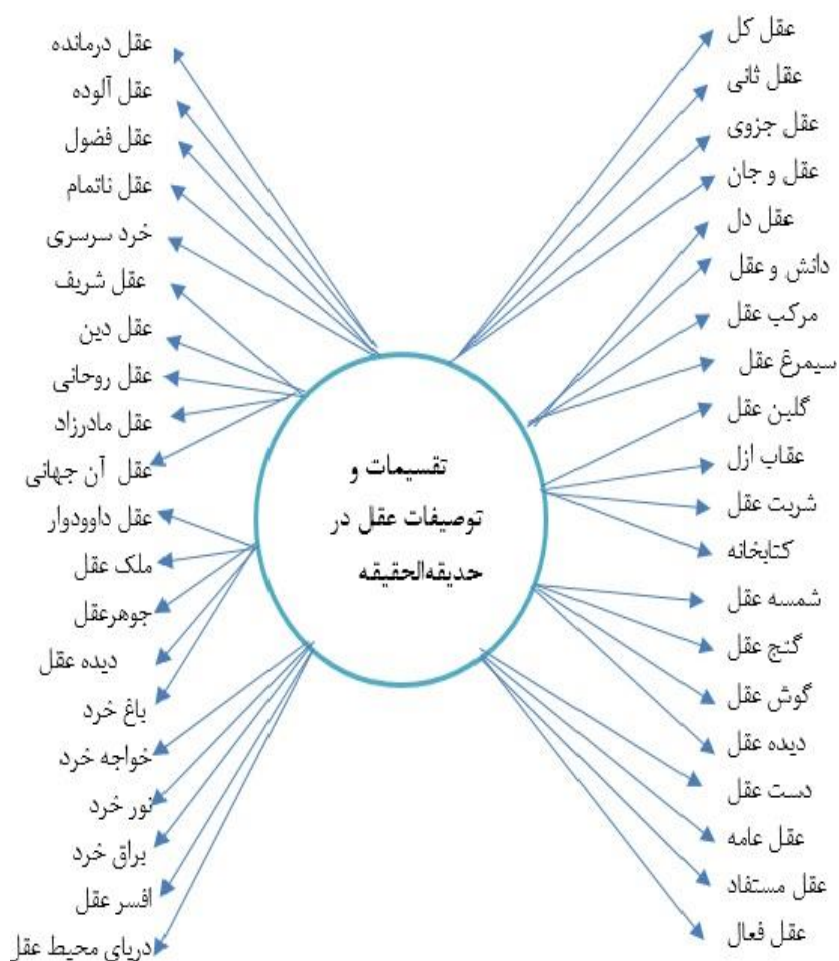 عقل کل
عقل ثانی
عقل جزوی
عقل و جان
عقل دل
دانش و عقل
مرکب عقل
سیمرغ عقل
گلبن عقل
عقاب ازل
شربت عقل
کتابخانه
شمسه عقل
گنج عقل
گوش عقل
دیده عقل
دست عقل
عقل عامه
عقل مستفاد
عقل فعال
تقسیمات و
توصیفات عقل در
حدیقه‌الحقیقه
عقل درمانده
عقل آلوده
عقل فضول
عقل ناتمام
خرد سرسری
عقل شریف
عقل دین
عقل روحانی
عقل مادرزاد
عقل آن جهانی
عقل داوودوار
ملک عقل
جوهرعقل
دیده عقل
باغ خرد
خواجه خرد
نور خرد
براق خرد
افسر عقل
دریای محیط عقل